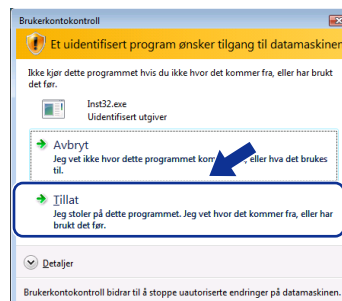 Brukerkontokontroll
Et uidentifisert program ønsker tilgang til datamaskinen
Ikke kjør dette programmet hvis du ikke hvor det kommer fra, eller har brukt
det før.
Inst32.exe
Uidentifisert utgiver
Avbryt
Jeg vet ikke hvor dette programmet kom, eller hva det brukes
til.
Tillat
Jeg stoler på dette programmet. Jeg vet hvor det kommer fra, eller har
brukt det før.
Detaljer
Brukerkontokontroll bidrar til å stoppe uautoriserte endringer på datamaskinen.